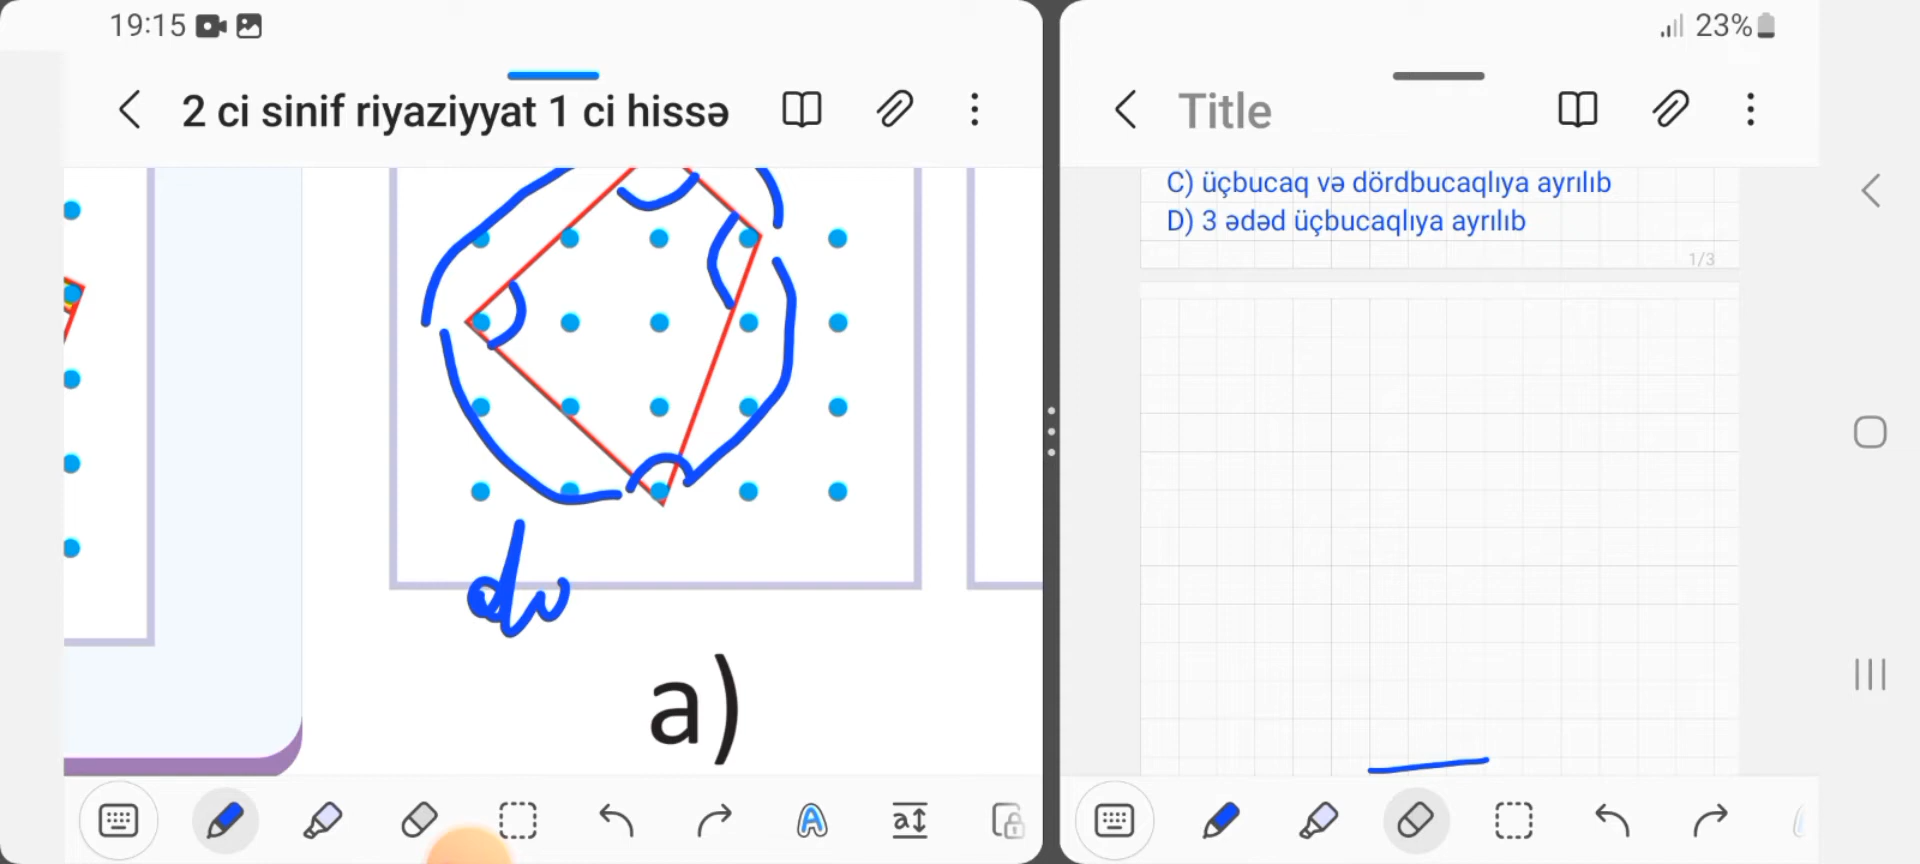 19:15
23%
2 ci sinif riyaziyyat 1 ci hissə
Title
C) üçbucaq və dördbucaqlıya ayrılıb
D) 3 ədəd üçbucaqlıya ayrılıb
1/3
a)